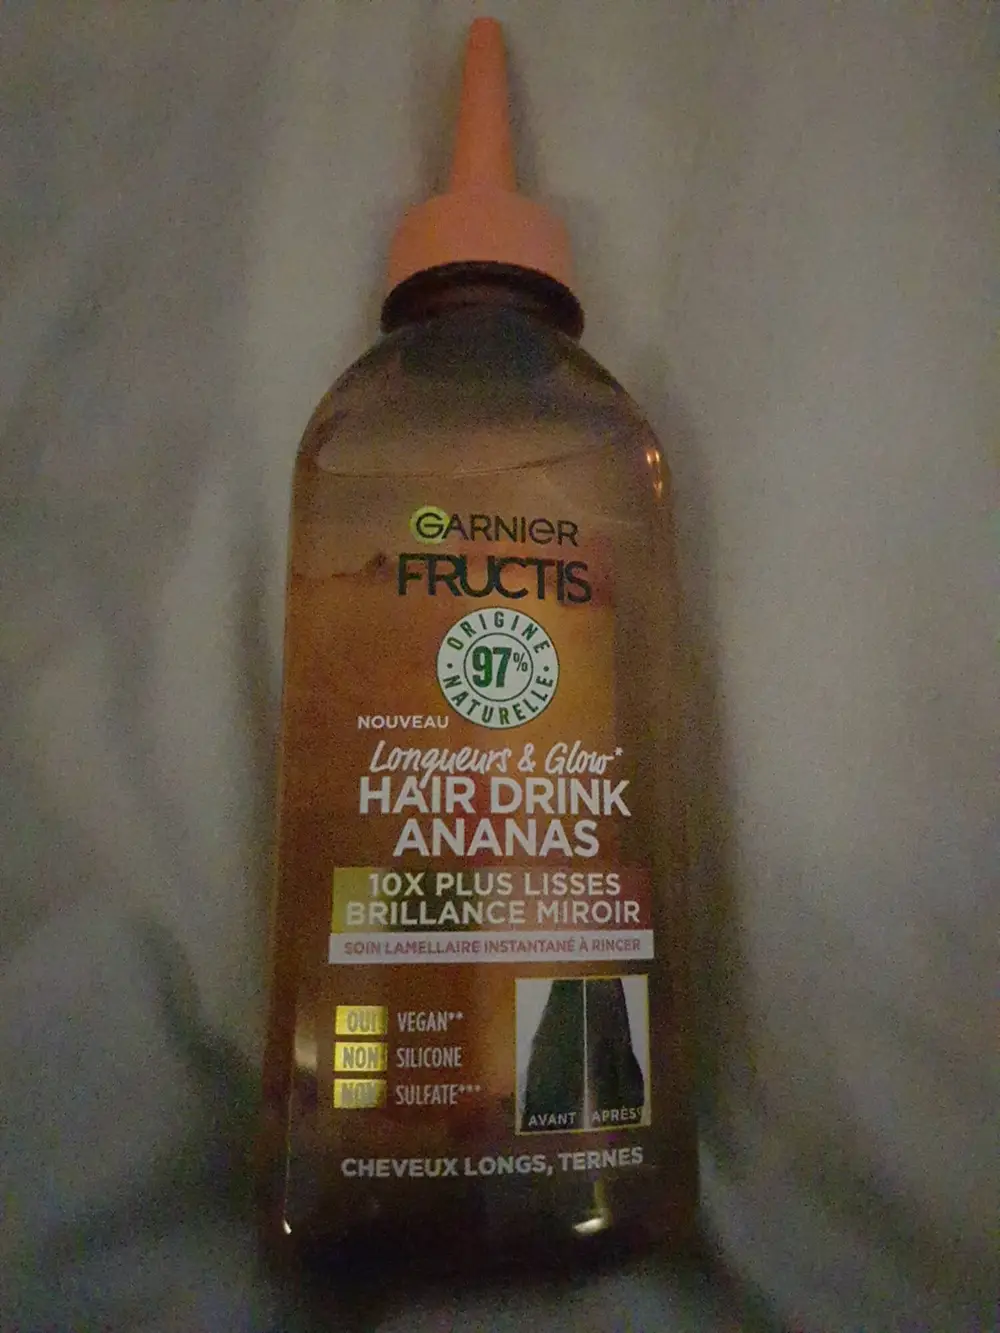 GARNIER
FRUCTIS
ORIGINE
97%
NATURELLE
NOUVEAU
Longueurs & Glow*
HAIR DRINK
ANANAS
10X PLUS LISSES
BRILLANCE MIROIR
SOIN LAMELLAIRE INSTANTANÉ À RINCER
OUI VEGAN**
NON SILICONE
NON SULFATE***
AVANT APRÈS
CHEVEUX LONGS, TERNES